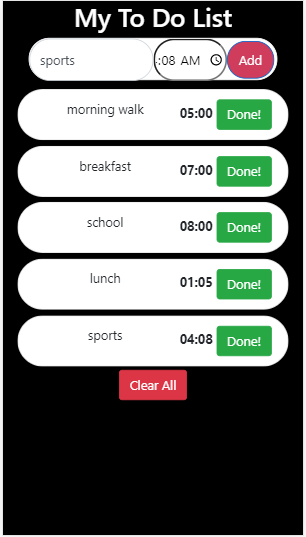 My To Do List
sports :08 AM Add
morning walk 05:00 Done!
breakfast 07:00 Done!
school 08:00 Done!
lunch 01:05 Done!
sports 04:08 Done!
Clear All